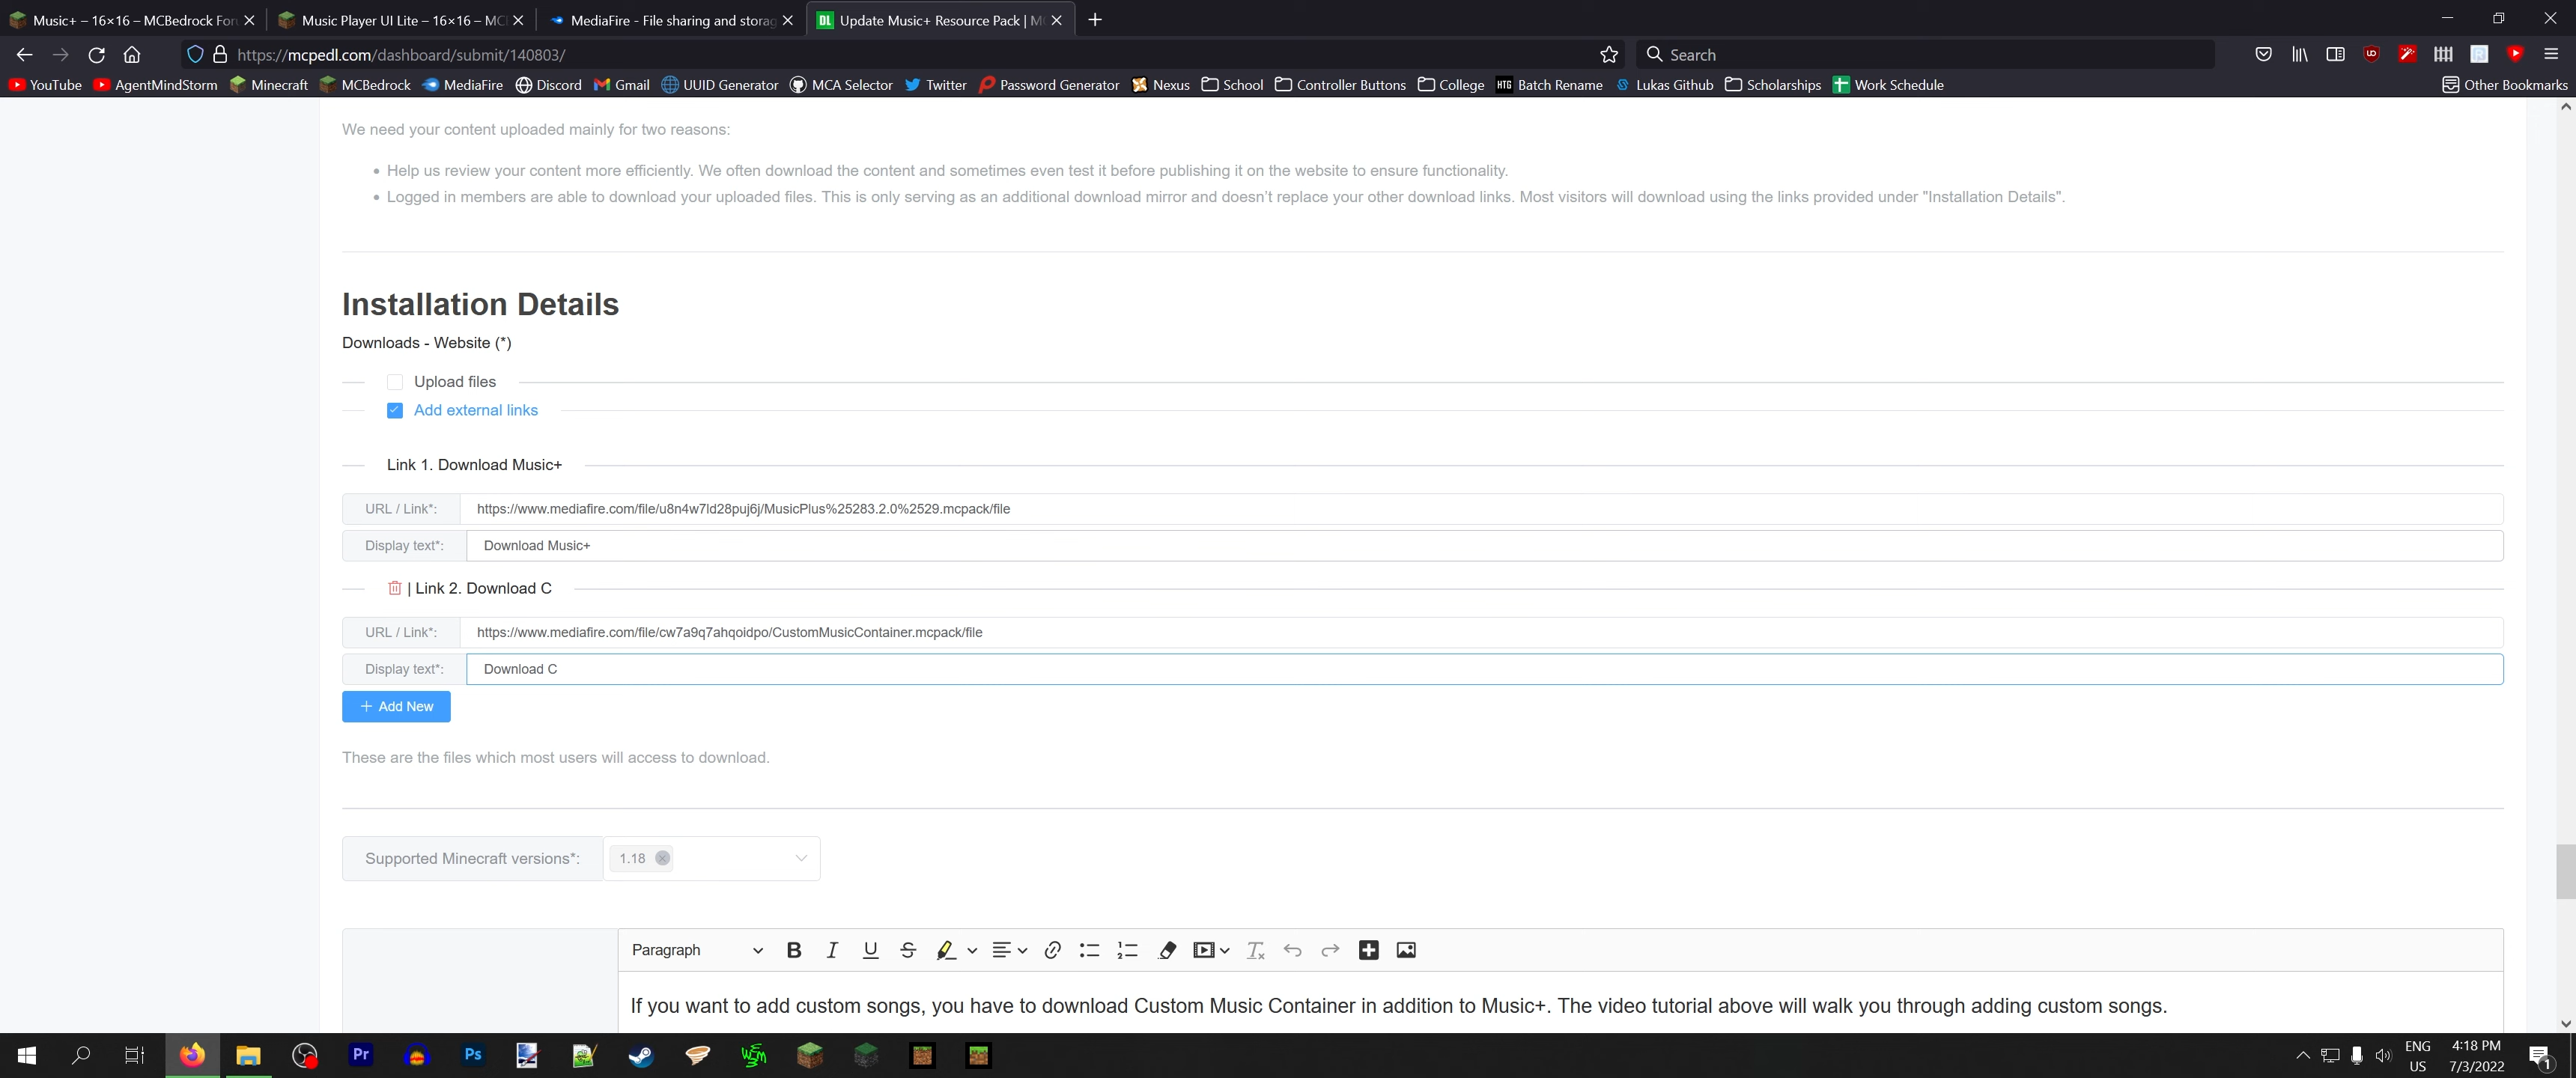 Music+ – 16×16 – MCBedrock For
Music Player UI Lite – 16×16 – MC
MediaFire - File sharing and storag
DL Update Music+ Resource Pack | M
https://mcpedl.com/dashboard/submit/140803/
Search
YouTube AgentMindStorm Minecraft MCBedrock MediaFire Discord Gmail UUID Generator MCA Selector Twitter Password Generator Nexus School Controller Buttons College HTG Batch Rename Lukas Github Scholarships Work Schedule Other Bookmarks
We need your content uploaded mainly for two reasons:
• Help us review your content more efficiently. We often download the content and sometimes even test it before publishing it on the website to ensure functionality.
• Logged in members are able to download your uploaded files. This is only serving as an additional download mirror and doesn't replace your other download links. Most visitors will download using the links provided under "Installation Details".
Installation Details
Downloads - Website (*)
Upload files
Add external links
Link 1. Download Music+
URL / Link*: https://www.mediafire.com/file/u8n4w7ld28puj6j/MusicPlus%25283.2.0%2529.mcpack/file
Display text*: Download Music+
| Link 2. Download C
URL / Link*: https://www.mediafire.com/file/cw7a9q7ahqoidpo/CustomMusicContainer.mcpack/file
Display text*: Download C
+ Add New
These are the files which most users will access to download.
Supported Minecraft versions*: 1.18
Paragraph B I U S
If you want to add custom songs, you have to download Custom Music Container in addition to Music+. The video tutorial above will walk you through adding custom songs.
Pr Ps
ENG
US
4:18 PM
7/3/2022
1